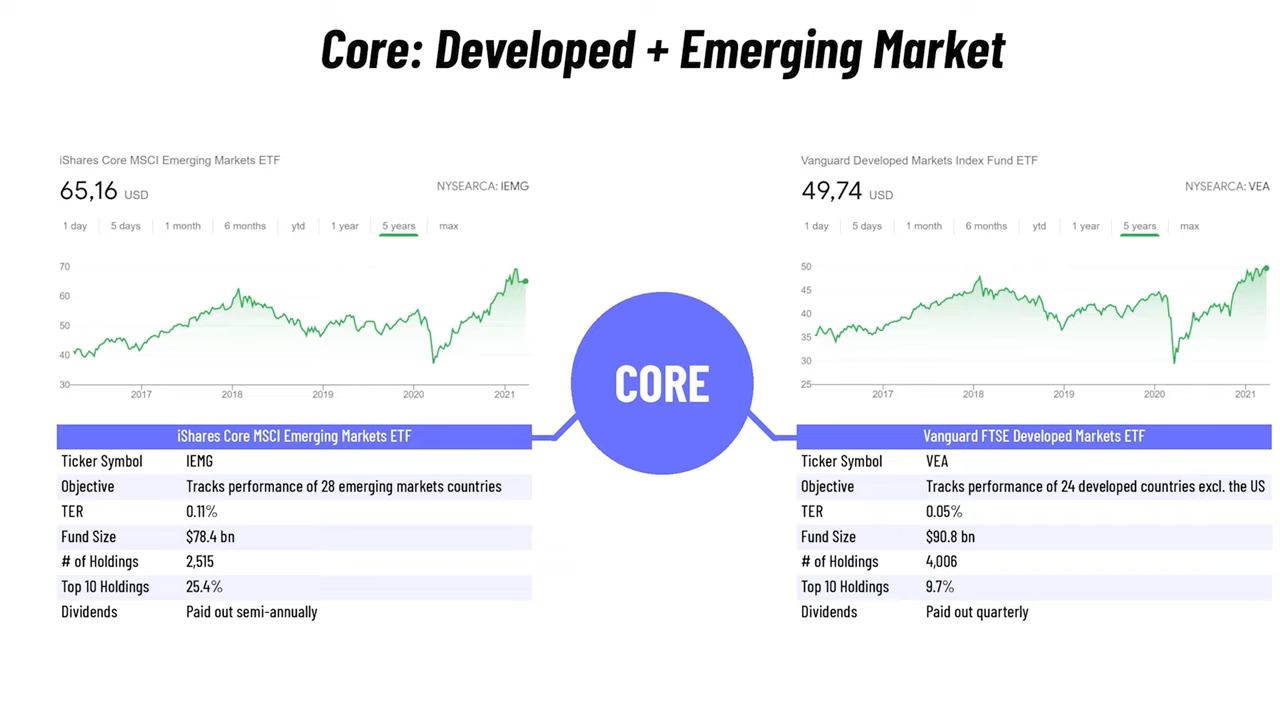 Core: Developed + Emerging Market
iShares Core MSCI Emerging Markets ETF
65,16 USD
NYSEARCA: IEMG
1 day 5 days 1 month 6 months ytd 1 year 5 years max
70
60
50
40
30
2017 2018 2019 2020 2021
iShares Core MSCI Emerging Markets ETF
Ticker Symbol IEMG
Objective Tracks performance of 28 emerging markets countries
TER 0.11%
Fund Size $78.4 bn
# of Holdings 2,515
Top 10 Holdings 25.4%
Dividends Paid out semi-annually
CORE
Vanguard Developed Markets Index Fund ETF
49,74 USD
NYSEARCA: VEA
1 day 5 days 1 month 6 months ytd 1 year 5 years max
50
45
40
35
30
25
2017 2018 2019 2020 2021
Vanguard FTSE Developed Markets ETF
Ticker Symbol VEA
Objective Tracks performance of 24 developed countries excl. the US
TER 0.05%
Fund Size $90.8 bn
# of Holdings 4,006
Top 10 Holdings 9.7%
Dividends Paid out quarterly